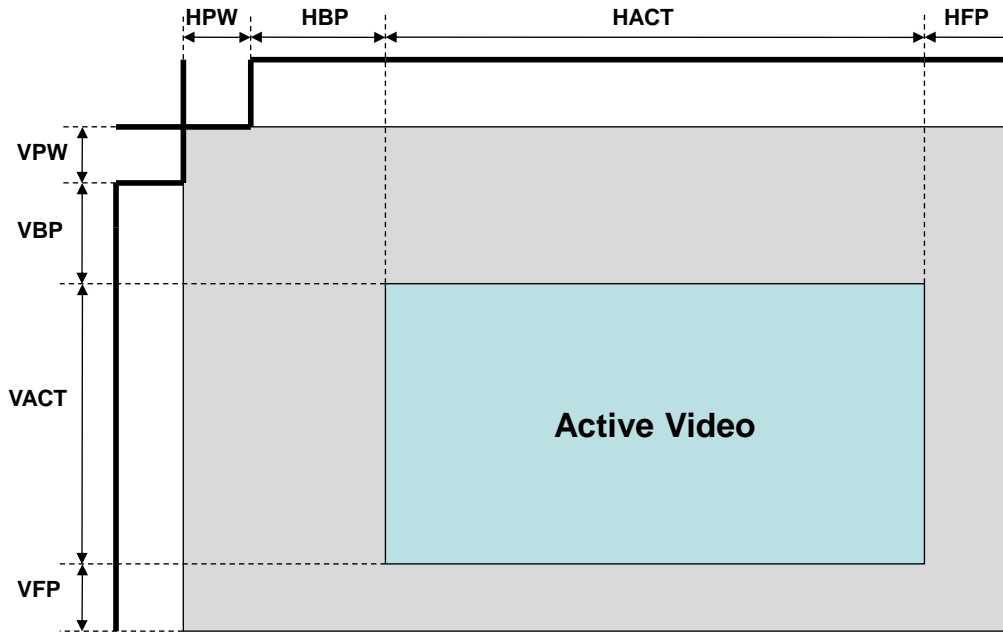 HPW HBP HACT HFP
VPW
VBP
VACT
Active Video
VFP